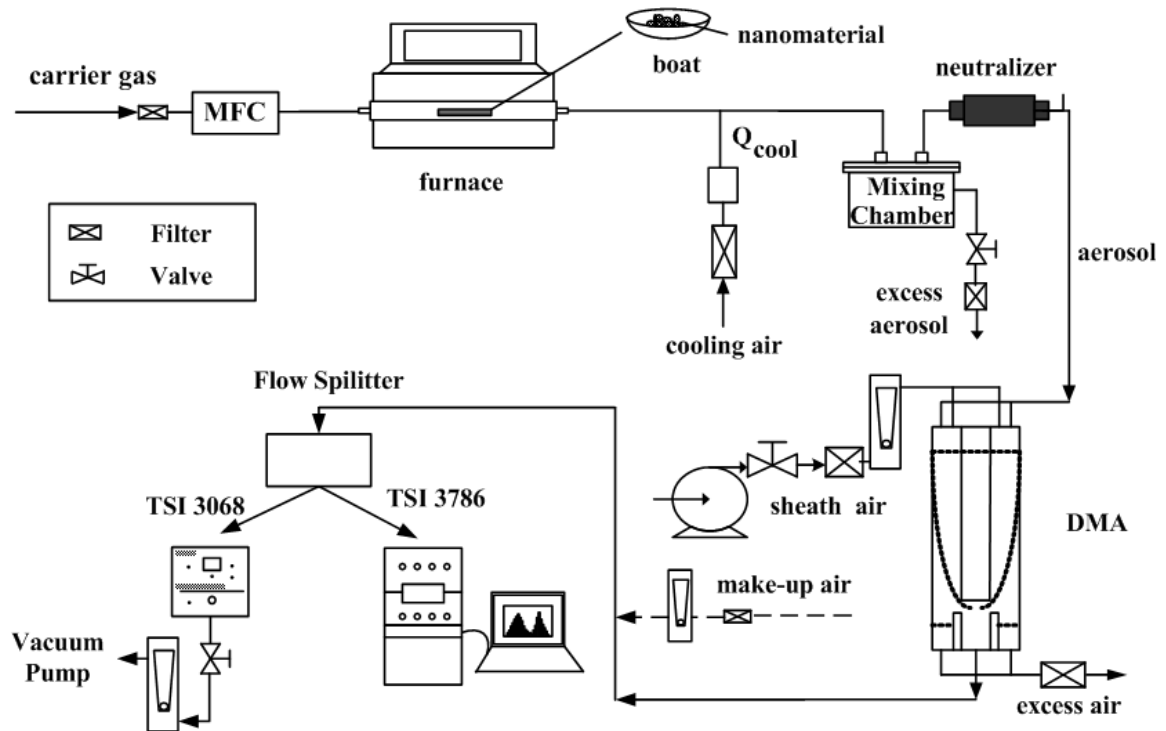 carrier gas
MFC
furnace
boat
nanomaterial
Q cool
cooling air
neutralizer
Mixing
Chamber
excess
aerosol
aerosol
Filter
Valve
Flow Spilitter
TSI 3068
TSI 3786
Vacuum
Pump
sheath air
make-up air
DMA
excess air